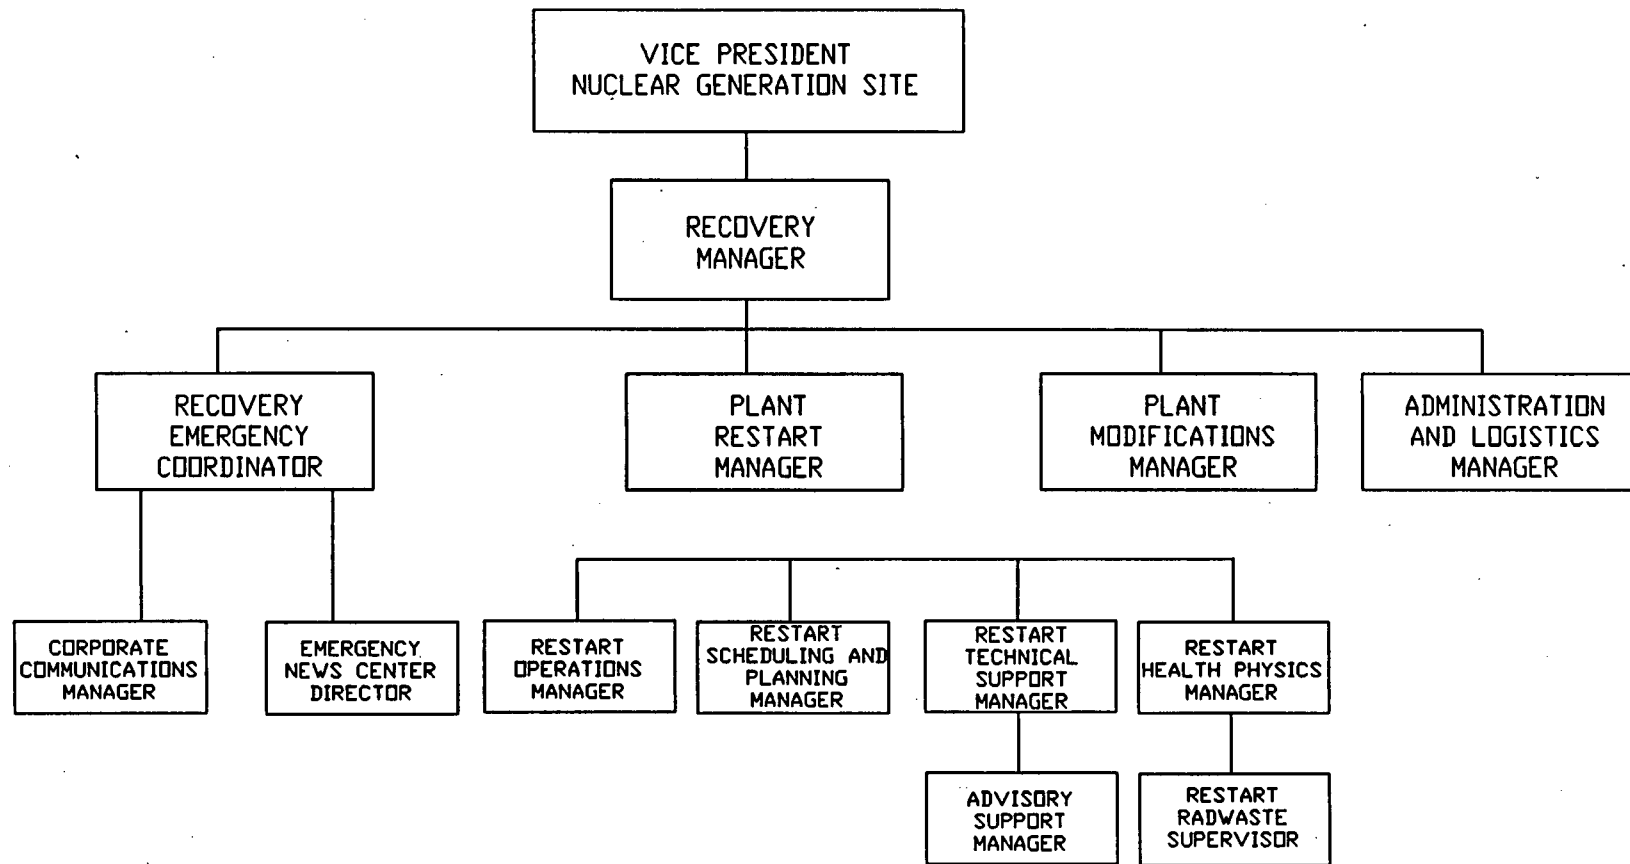 VICE PRESIDENT
NUCLEAR GENERATION SITE
RECOVERY
MANAGER
RECOVERY
EMERGENCY
COORDINATOR
PLANT
RESTART
MANAGER
PLANT
MODIFICATIONS
MANAGER
ADMINISTRATION
AND LOGISTICS
MANAGER
CORPORATE
COMMUNICATIONS
MANAGER
EMERGENCY
NEWS CENTER
DIRECTOR
RESTART
OPERATIONS
MANAGER
RESTART
SCHEDULING AND
PLANNING
MANAGER
RESTART
TECHNICAL
SUPPORT
MANAGER
RESTART
HEALTH PHYSICS
MANAGER
ADVISORY
SUPPORT
MANAGER
RESTART
RADWASTE
SUPERVISOR